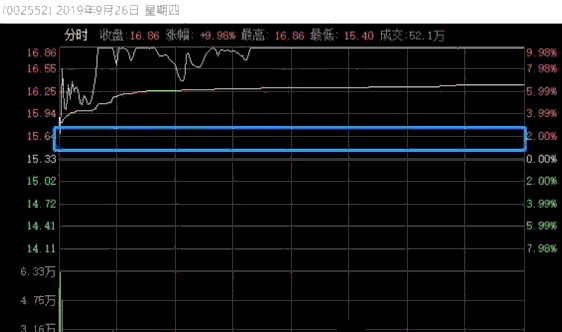 (002552) 2019年9月26日 星期四
分时 收盘:16.86 涨幅: +9.98% 最高: 16.86 最低: 15.40 成交:52.1万
16.86 9.98%
16.55 7.98%
16.25 5.99%
15.94 3.99%
15.64 2.00%
15.33 0.00%
15.02 2.00%
14.72 3.99%
14.41 5.99%
14.11 7.98%
6.33万
4.75万
3.16万